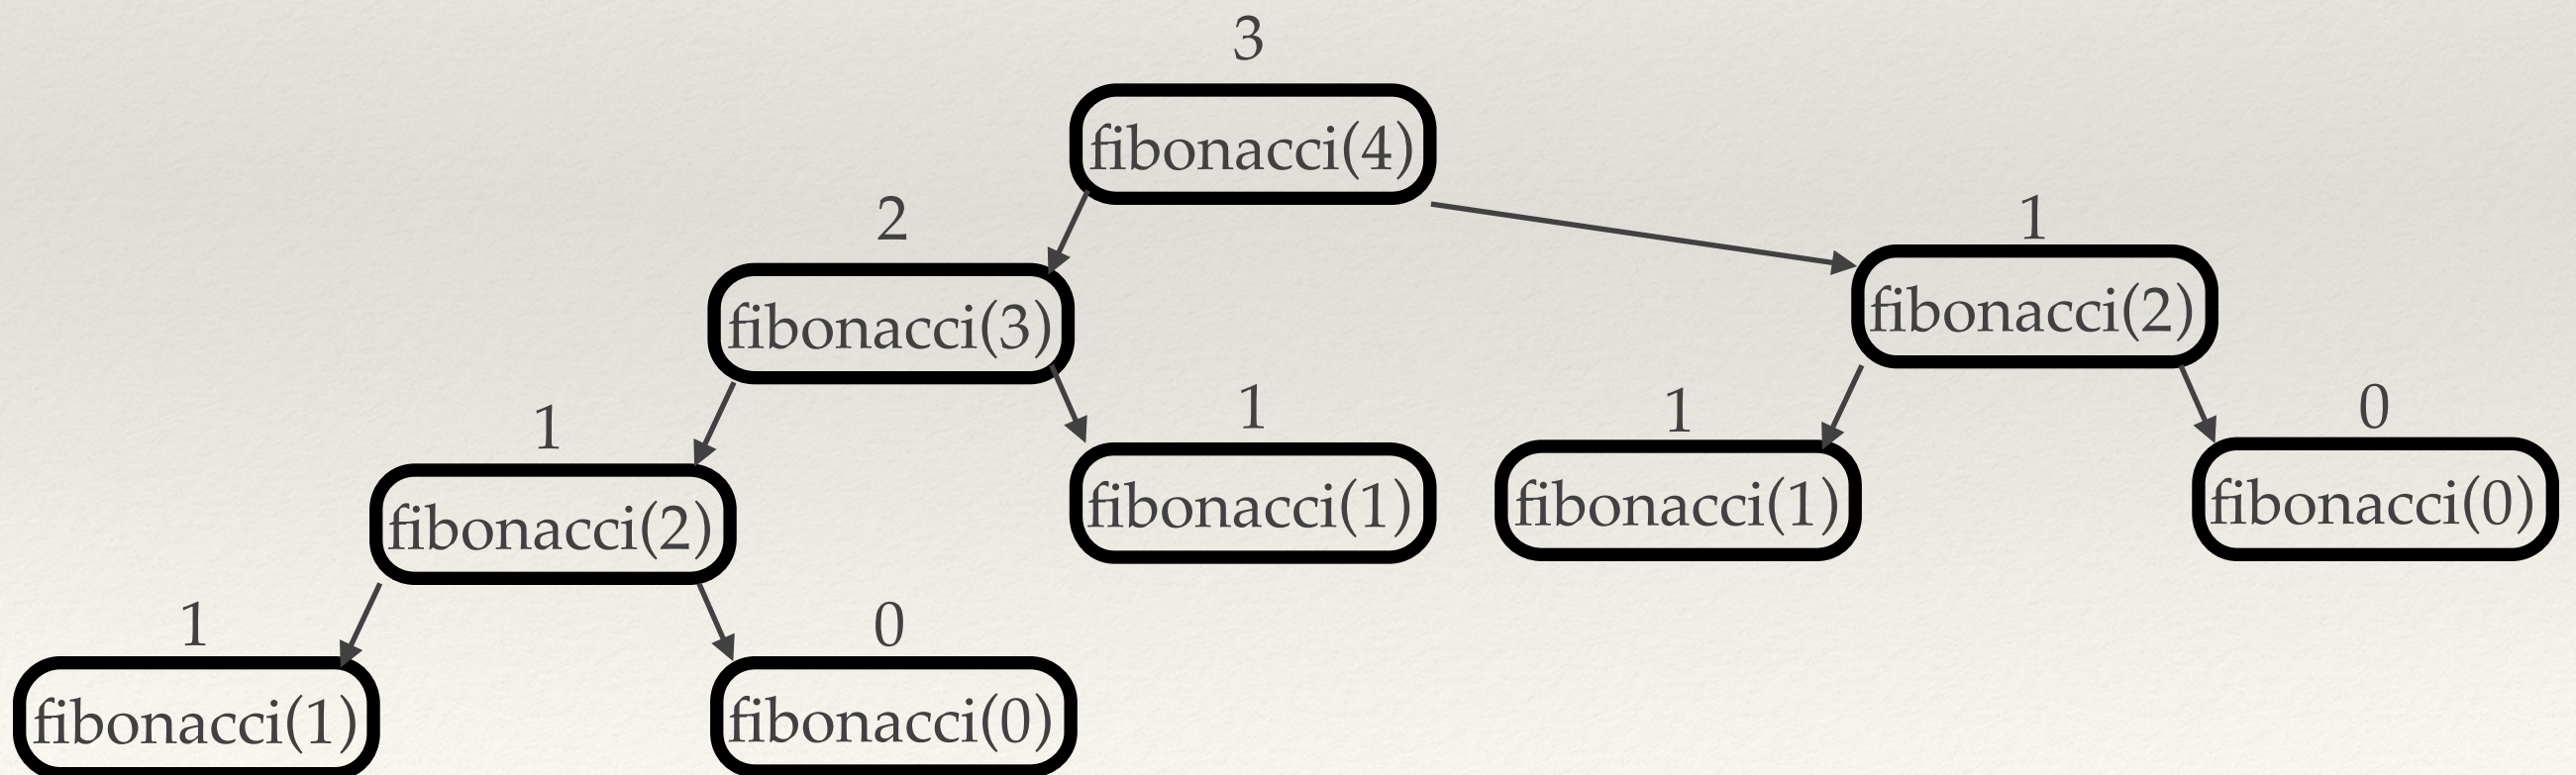 3
fibonacci(4)
2
1
fibonacci(3)
fibonacci(2)
1
1
1
0
fibonacci(2)
fibonacci(1)
fibonacci(1)
fibonacci(0)
1
0
fibonacci(1)
fibonacci(0)